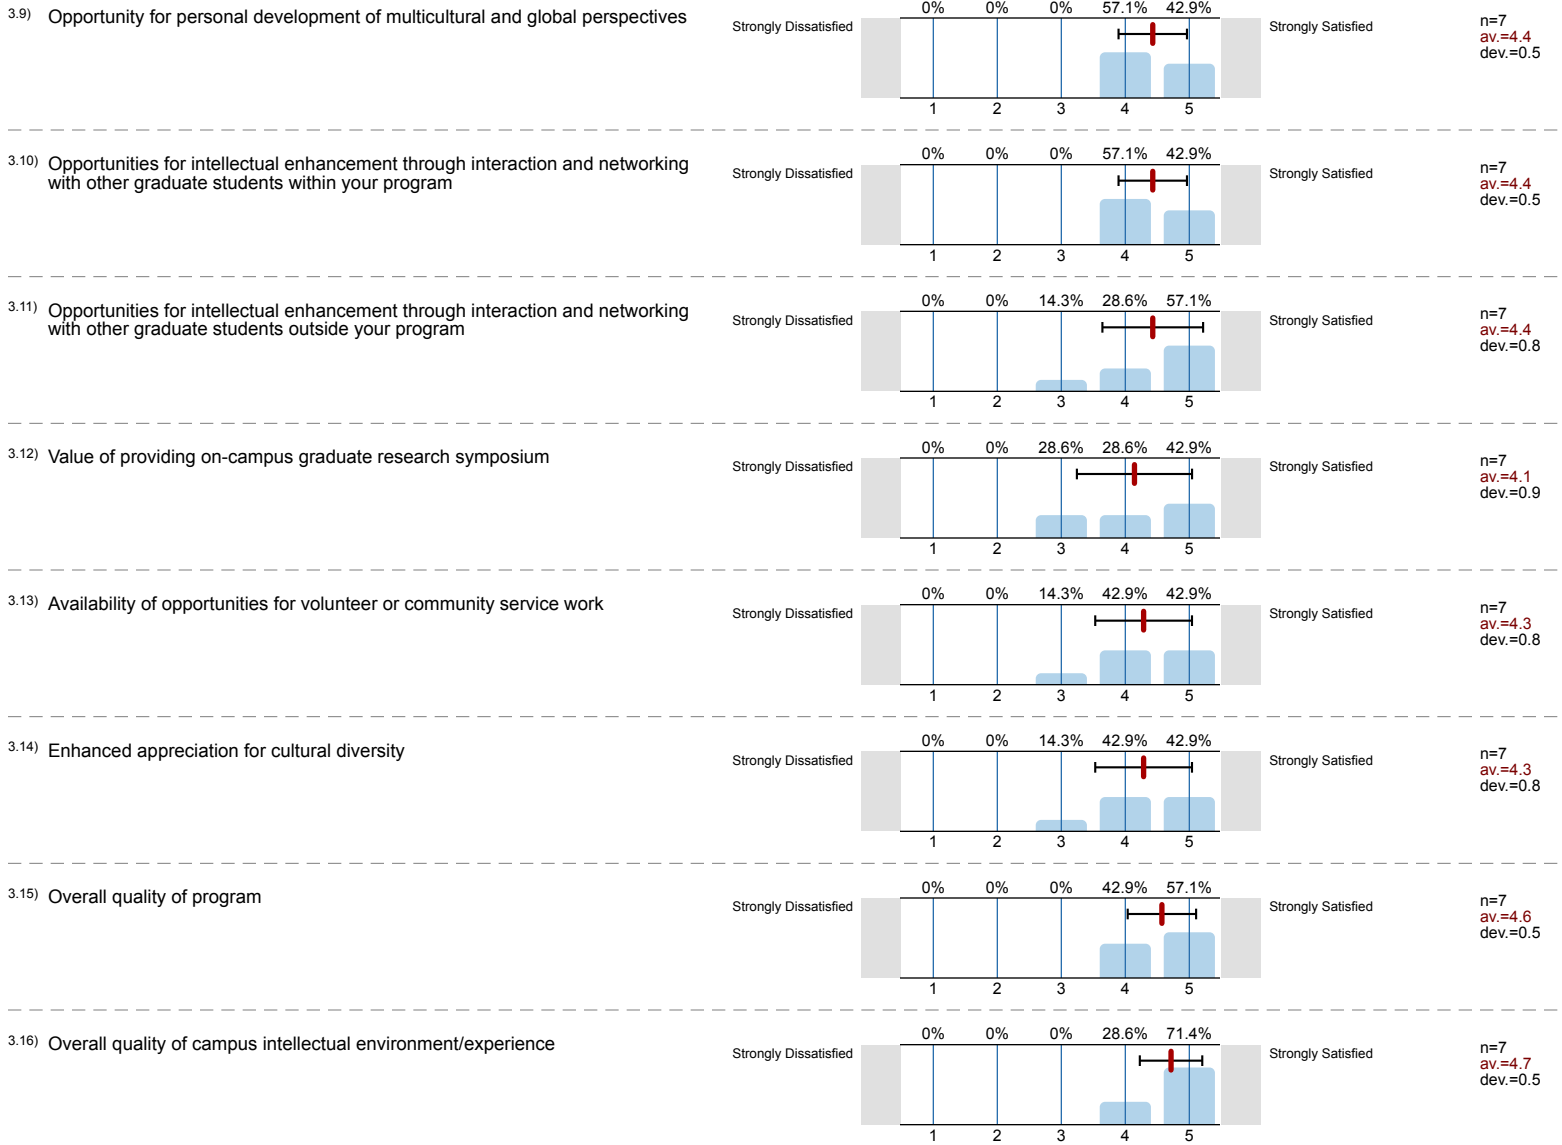 3.9) Opportunity for personal development of multicultural and global perspectives
Strongly Dissatisfied
0% 0% 0% 57.1% 42.9%
1 2 3 4 5
Strongly Satisfied
n=7
av.=4.4
dev.=0.5
3.10) Opportunities for intellectual enhancement through interaction and networking
with other graduate students within your program
Strongly Dissatisfied
0% 0% 0% 57.1% 42.9%
1 2 3 4 5
Strongly Satisfied
n=7
av.=4.4
dev.=0.5
3.11) Opportunities for intellectual enhancement through interaction and networking
with other graduate students outside your program
Strongly Dissatisfied
0% 0% 14.3% 28.6% 57.1%
1 2 3 4 5
Strongly Satisfied
n=7
av.=4.4
dev.=0.8
3.12) Value of providing on-campus graduate research symposium
Strongly Dissatisfied
0% 0% 28.6% 28.6% 42.9%
1 2 3 4 5
Strongly Satisfied
n=7
av.=4.1
dev.=0.9
3.13) Availability of opportunities for volunteer or community service work
Strongly Dissatisfied
0% 0% 14.3% 42.9% 42.9%
1 2 3 4 5
Strongly Satisfied
n=7
av.=4.3
dev.=0.8
3.14) Enhanced appreciation for cultural diversity
Strongly Dissatisfied
0% 0% 14.3% 42.9% 42.9%
1 2 3 4 5
Strongly Satisfied
n=7
av.=4.3
dev.=0.8
3.15) Overall quality of program
Strongly Dissatisfied
0% 0% 0% 42.9% 57.1%
1 2 3 4 5
Strongly Satisfied
n=7
av.=4.6
dev.=0.5
3.16) Overall quality of campus intellectual environment/experience
Strongly Dissatisfied
0% 0% 0% 28.6% 71.4%
1 2 3 4 5
Strongly Satisfied
n=7
av.=4.7
dev.=0.5